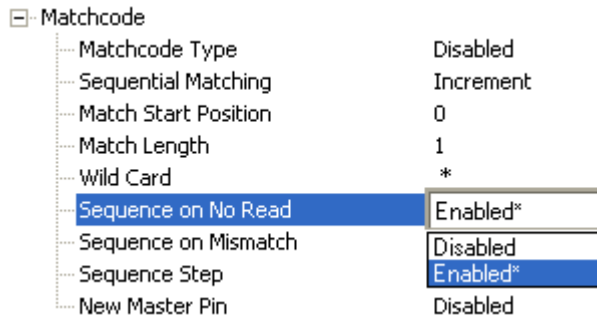 Matchcode
Matchcode Type Disabled
Sequential Matching Increment
Match Start Position 0
Match Length 1
Wild Card *
Sequence on No Read Enabled*
Sequence on Mismatch Disabled
Sequence Step Enabled*
New Master Pin Disabled